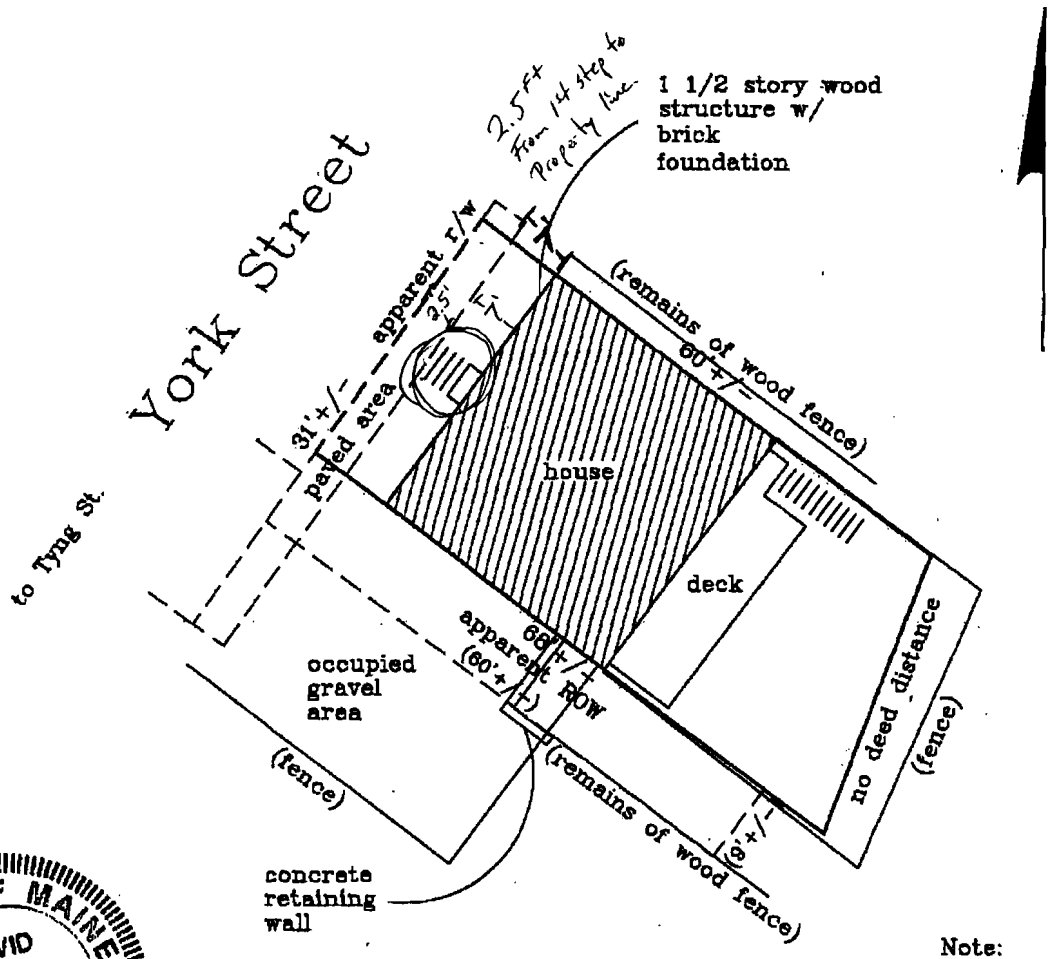 2.5 Ft
From 1st step to
Property line.
1 1/2 story wood
structure w/
brick
foundation
York Street
apparent r/w
2.5'
7'
(remains of wood fence)
60'+/-
31'+/-
paved area
house
to Tyng St.
deck
68'+/-
apparent ROW
(60'+/-)
occupied
gravel
area
no deed distance
(fence)
(fence)
(remains of wood fence)
(9'+/-)
concrete
retaining
wall
MAINE
VID
Note: